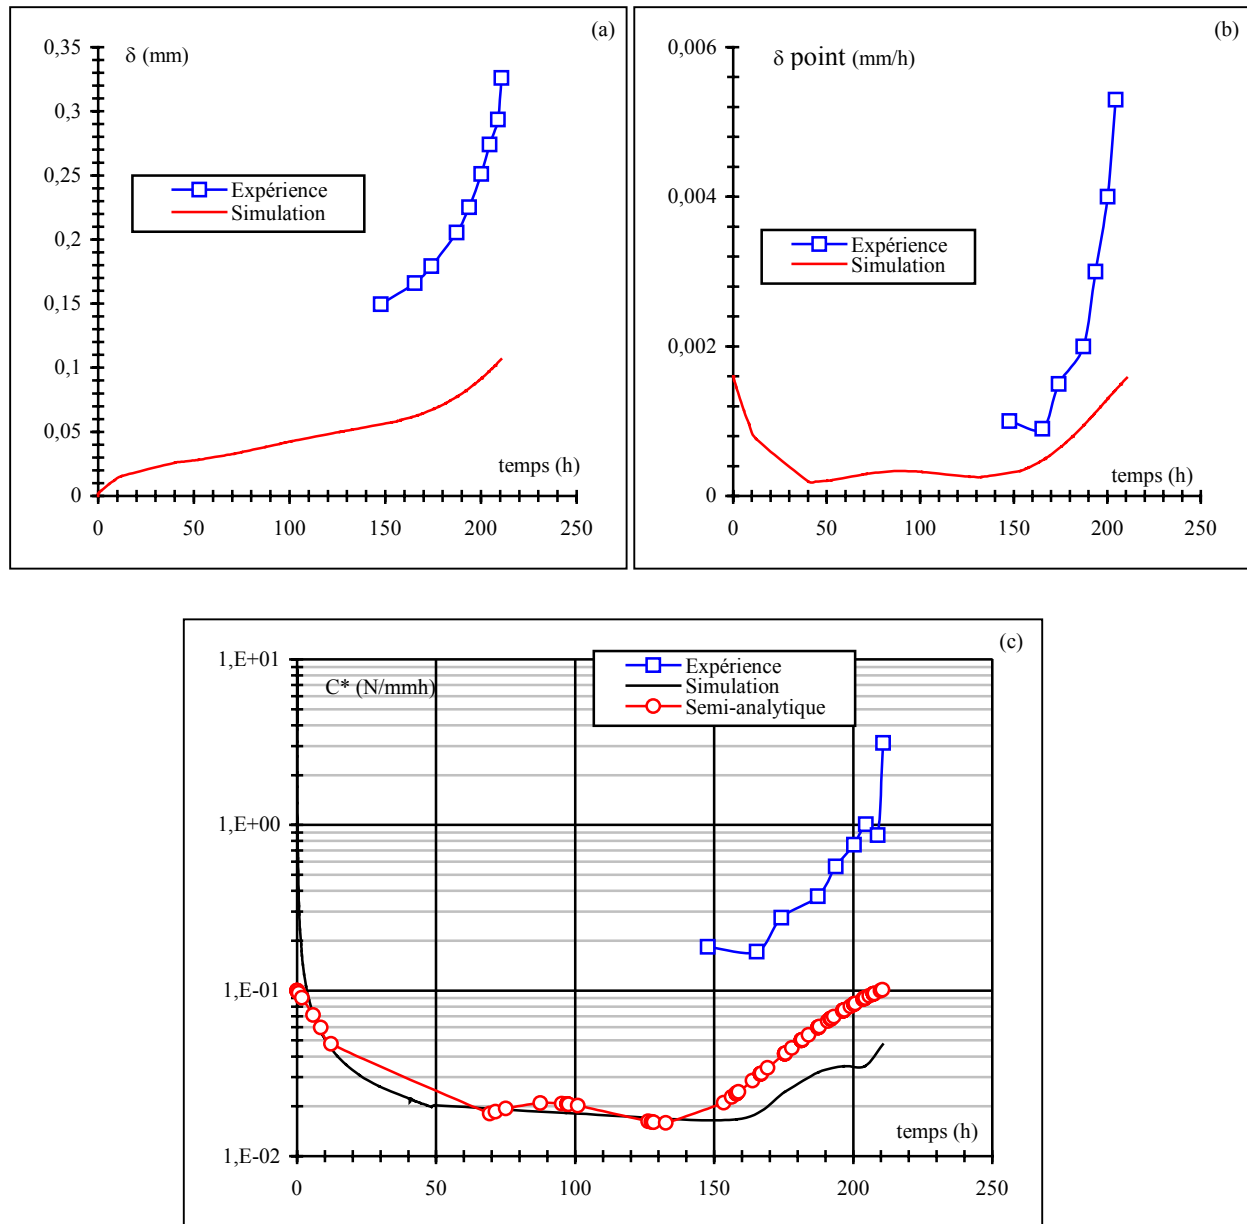 (a)
δ (mm)
0,35
0,3
0,25
0,2
0,15
0,1
0,05
0
Expérience
Simulation
temps (h)
0 50 100 150 200 250
(b)
δ point (mm/h)
0,006
0,004
0,002
0
Expérience
Simulation
temps (h)
0 50 100 150 200 250
(c)
C* (N/mmh)
1,E+01
1,E+00
1,E-01
1,E-02
Expérience
Simulation
Semi-analytique
temps (h)
0 50 100 150 200 250